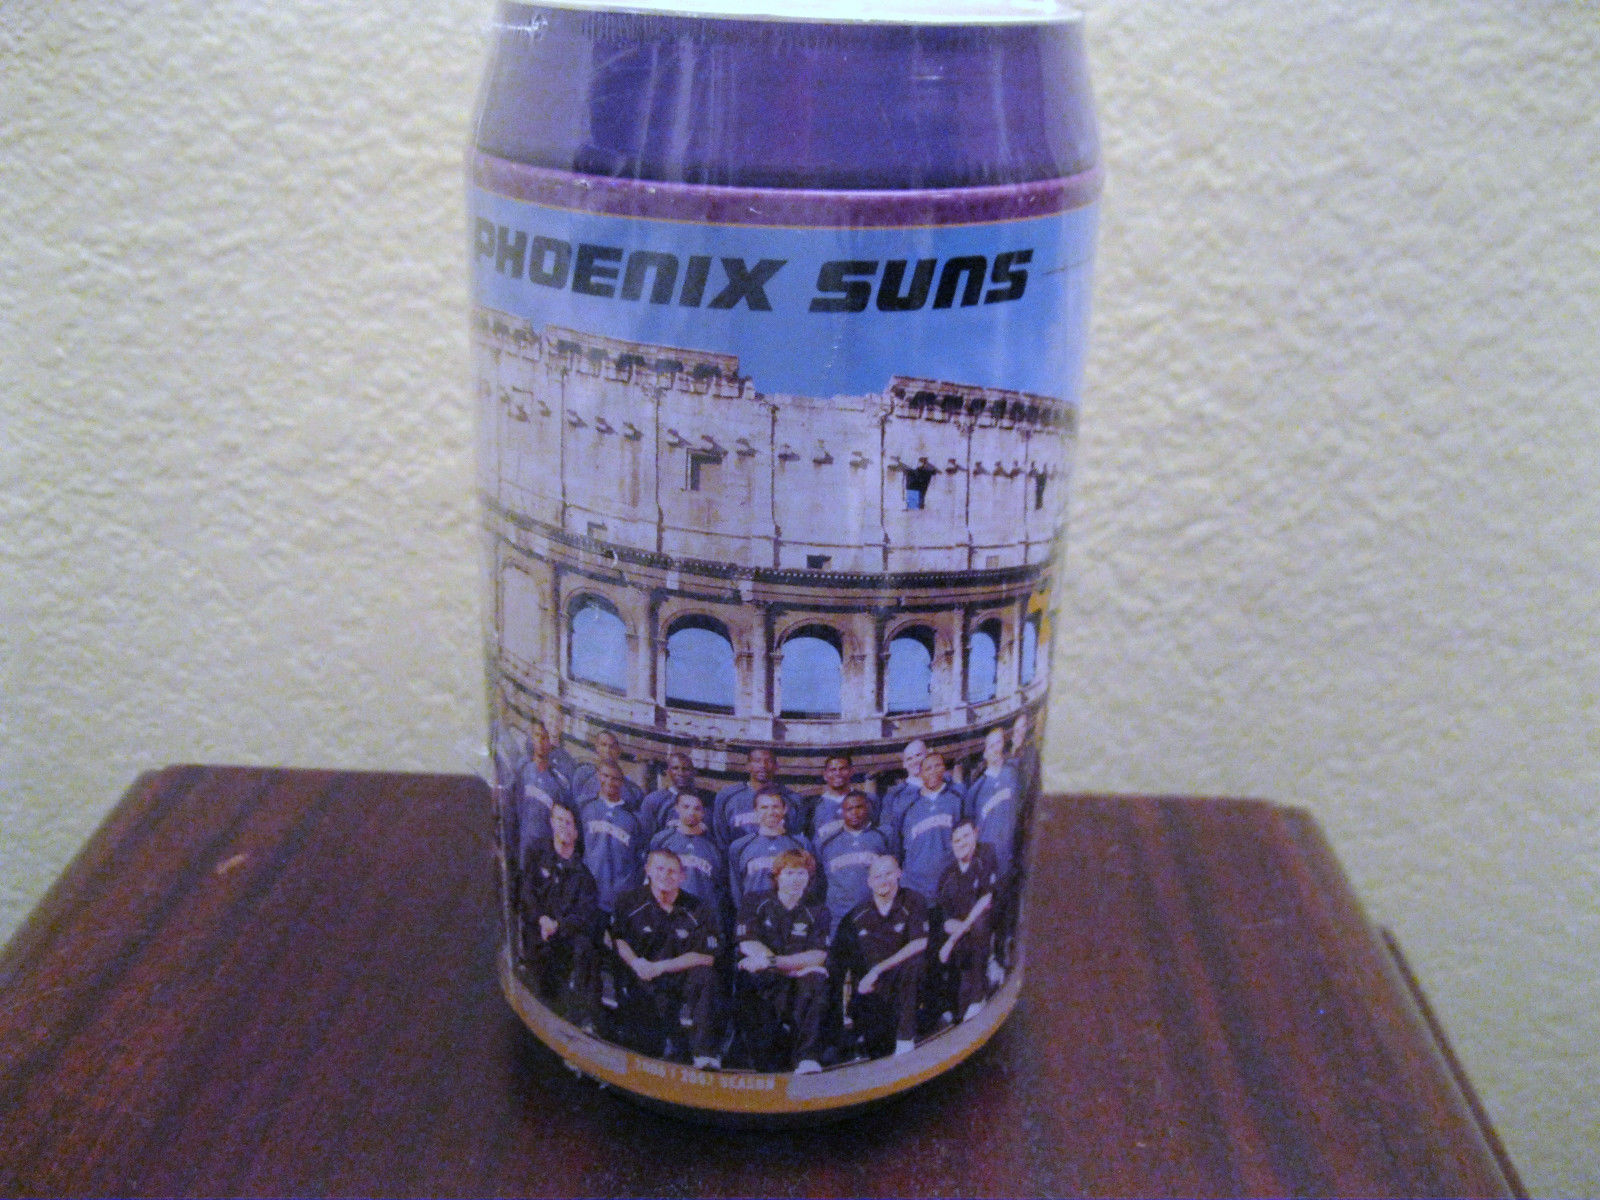 PHOENIX SUNS
2006 | 2007 SEASON